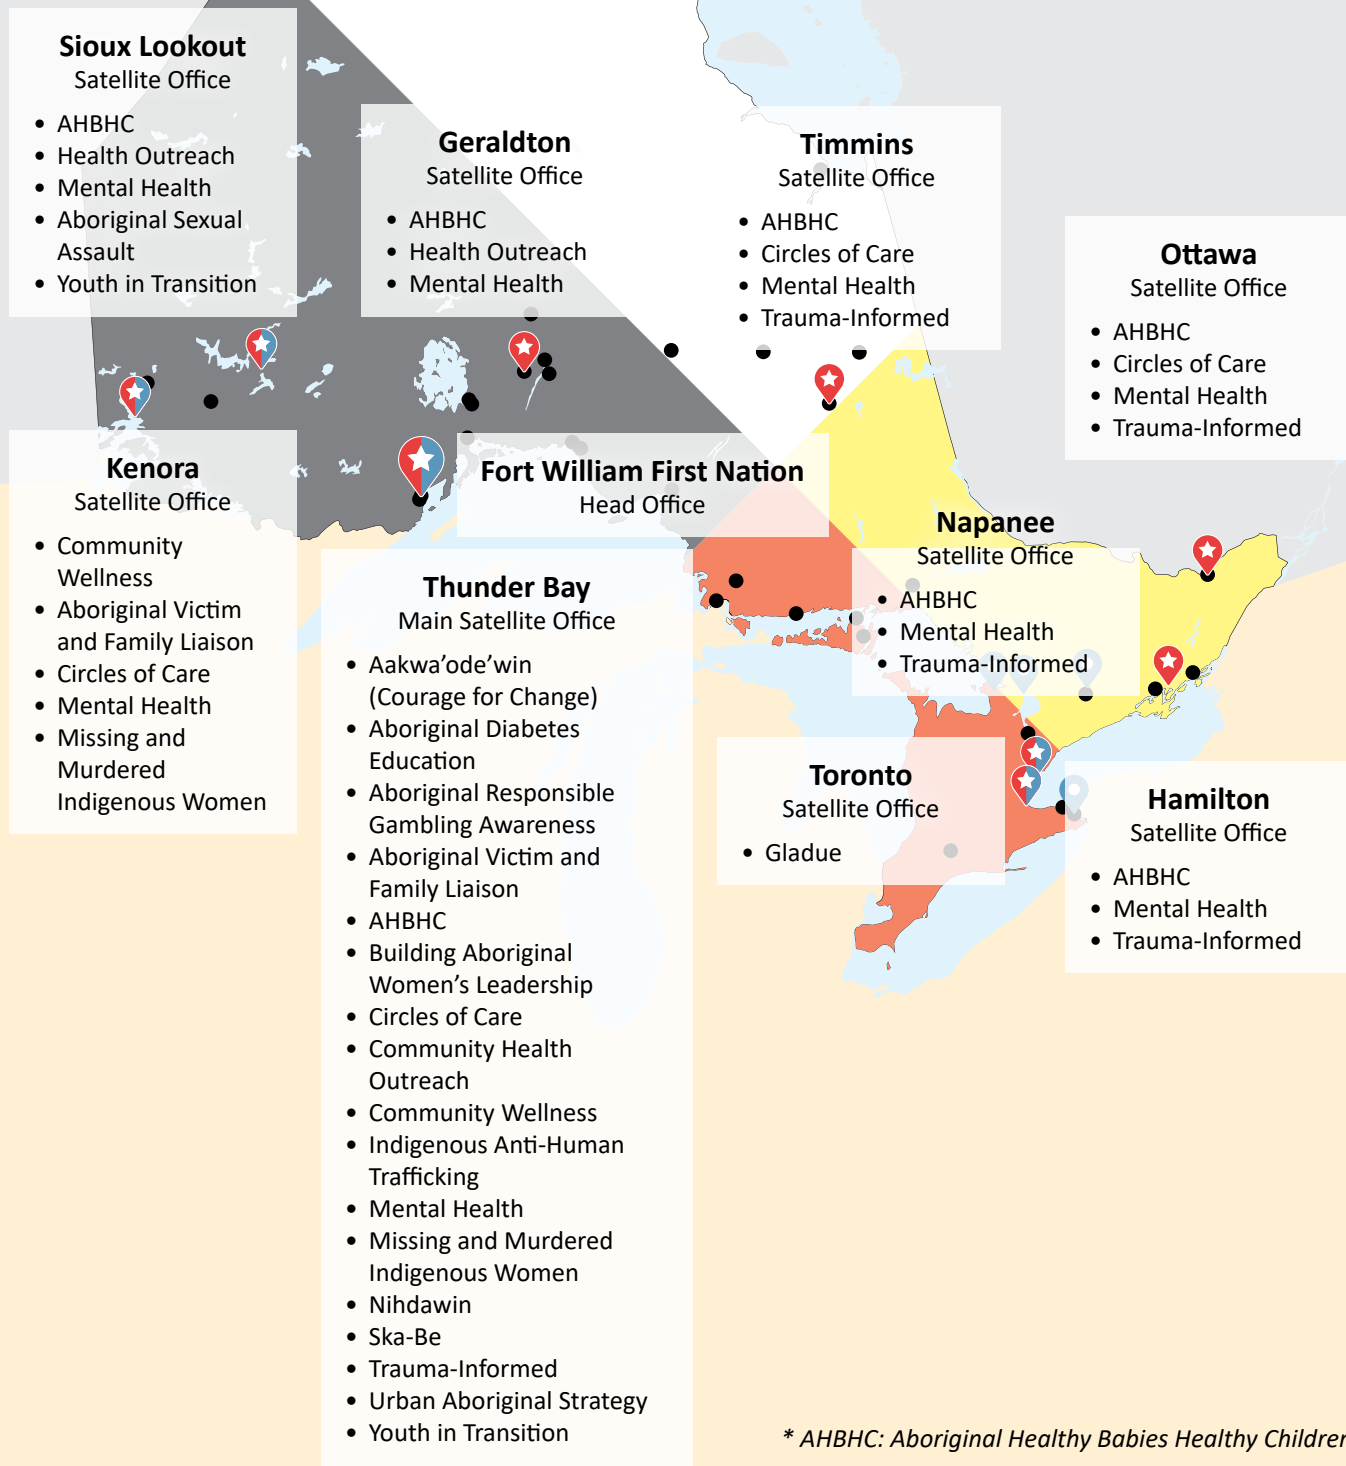 Sioux Lookout
Satellite Office
• AHBHC
• Health Outreach
• Mental Health
• Aboriginal Sexual
Assault
• Youth in Transition
Geraldton
Satellite Office
• AHBHC
• Health Outreach
• Mental Health
Timmins
Satellite Office
• AHBHC
• Circles of Care
• Mental Health
• Trauma-Informed
Ottawa
Satellite Office
• AHBHC
• Circles of Care
• Mental Health
• Trauma-Informed
Kenora
Satellite Office
• Community
Wellness
• Aboriginal Victim
and Family Liaison
• Circles of Care
• Mental Health
• Missing and
Murdered
Indigenous Women
Fort William First Nation
Head Office
Napanee
Satellite Office
• AHBHC
• Mental Health
• Trauma-Informed
Thunder Bay
Main Satellite Office
• Aakwa’ode’win
(Courage for Change)
• Aboriginal Diabetes
Education
• Aboriginal Responsible
Gambling Awareness
• Aboriginal Victim and
Family Liaison
• AHBHC
• Building Aboriginal
Women’s Leadership
• Circles of Care
• Community Health
Outreach
• Community Wellness
• Indigenous Anti-Human
Trafficking
• Mental Health
• Missing and Murdered
Indigenous Women
• Nihdawin
• Ska-Be
• Trauma-Informed
• Urban Aboriginal Strategy
• Youth in Transition
Toronto
Satellite Office
• Gladue
Hamilton
Satellite Office
• AHBHC
• Mental Health
• Trauma-Informed
* AHBHC: Aboriginal Healthy Babies Healthy Children